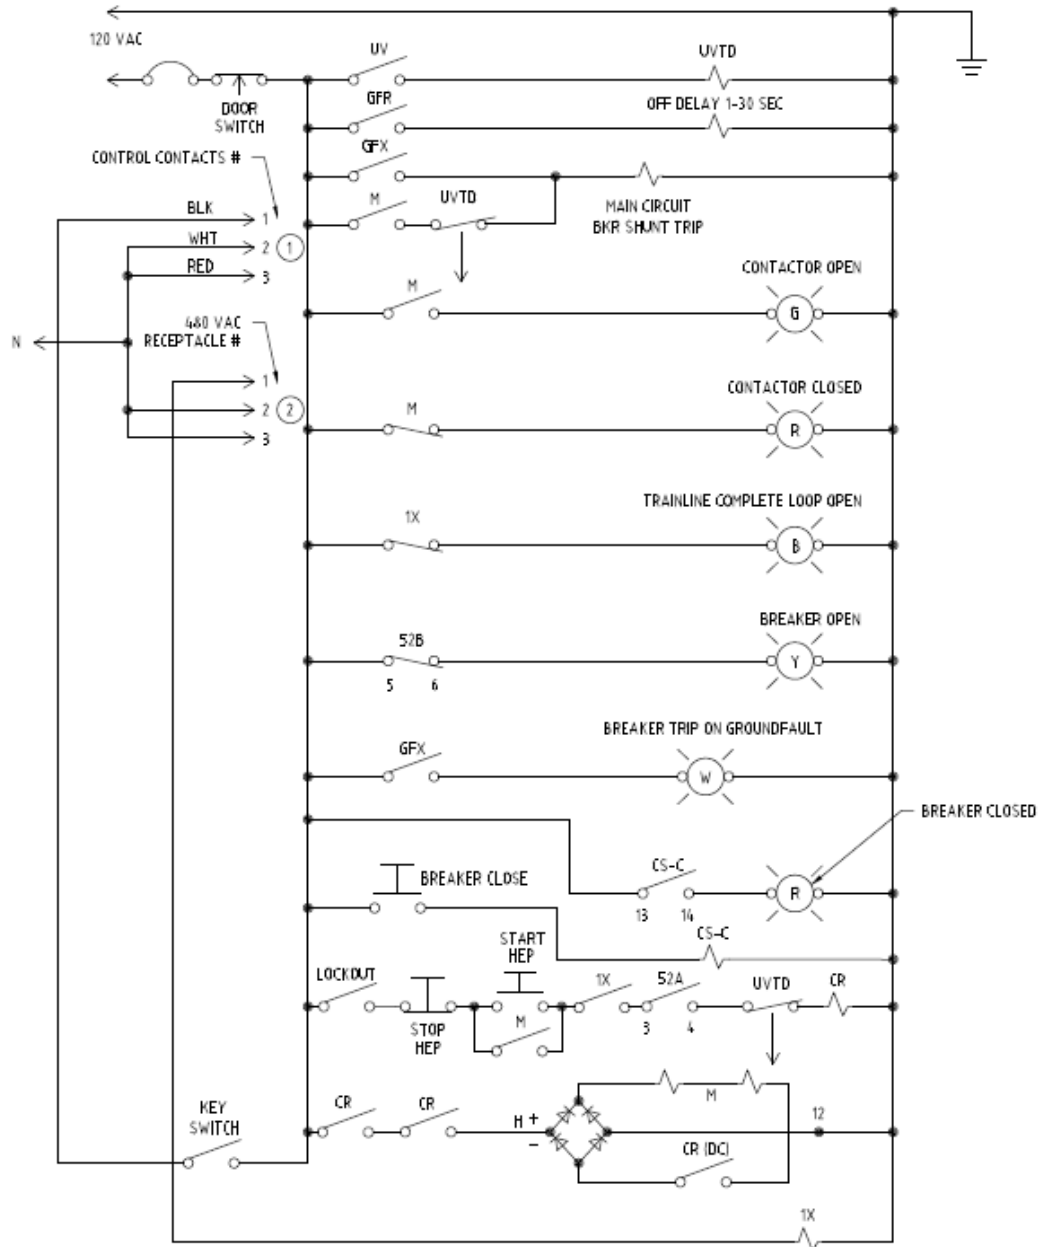 120 VAC
UV
UVTD
DOOR
SWITCH
GFR
OFF DELAY 1-30 SEC
CONTROL CONTACTS #
GFX
MAIN CIRCUIT
BKR SHUNT TRIP
BLK
1
M
UVTD
WHT
2
1
RED
3
CONTACTOR OPEN
M
G
480 VAC
RECEPTACLE #
N
1
2
2
3
CONTACTOR CLOSED
M
R
TRAINLINE COMPLETE LOOP OPEN
1X
B
BREAKER OPEN
52B
5
6
Y
BREAKER TRIP ON GROUNDFAULT
GFX
W
BREAKER CLOSED
CS-C
13
14
R
BREAKER CLOSE
CS-C
START
HEP
LOCKOUT
STOP
HEP
M
1X
52A
3
4
UVTD
CR
KEY
SWITCH
CR
CR
H +
-
M
12
CR (DC)
1X